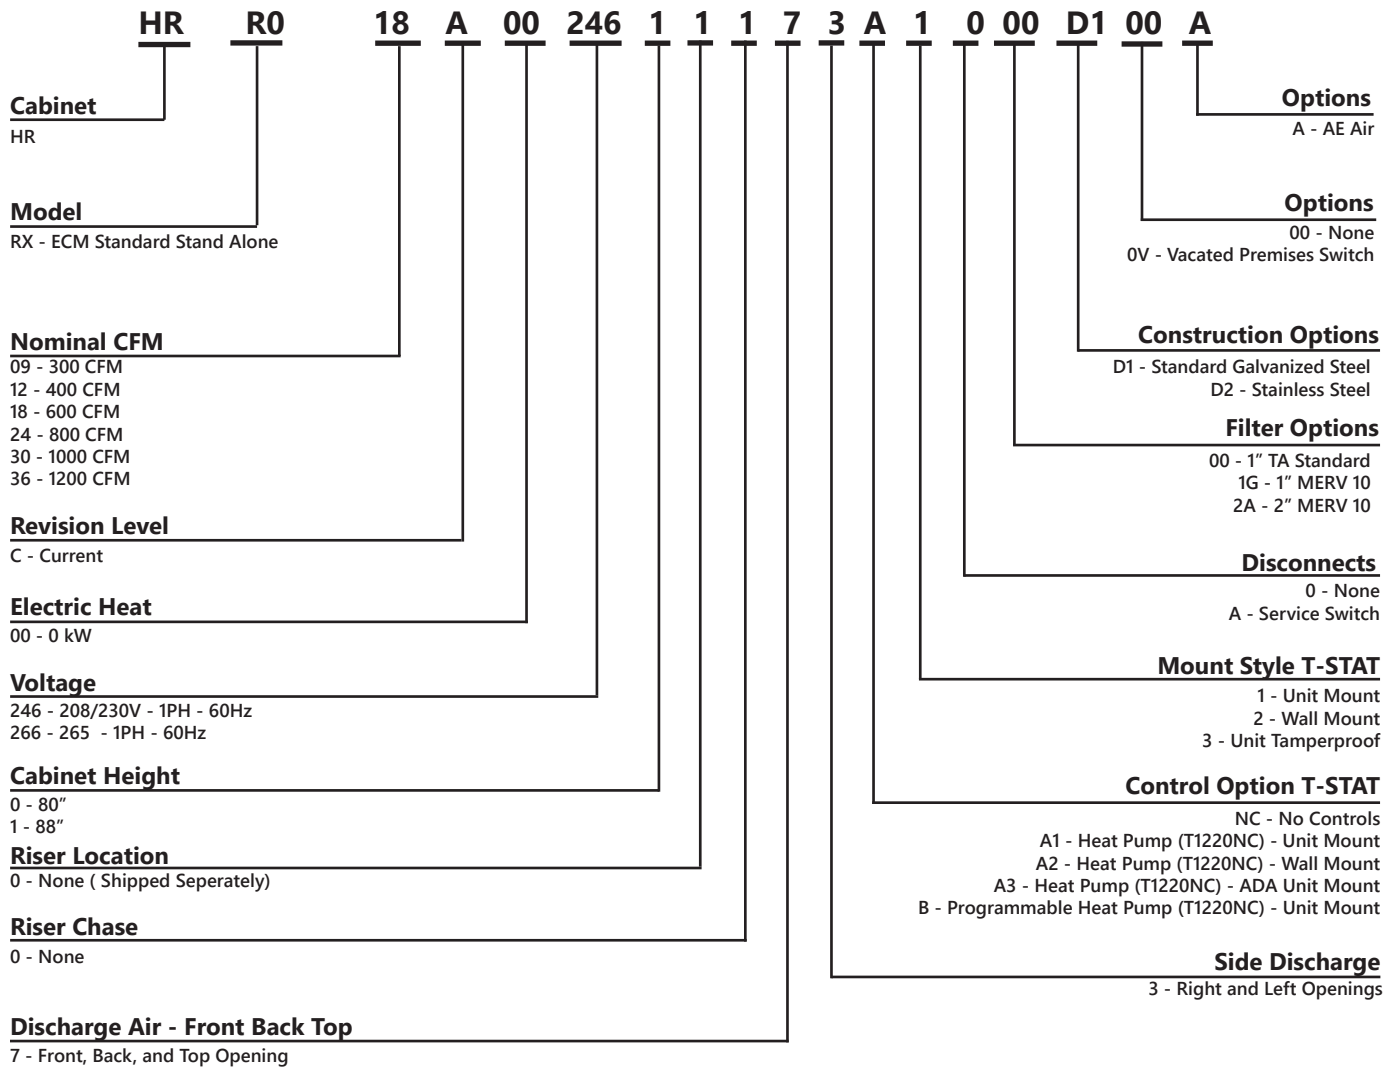 HR R0 18 A 00 246 1 1 1 7 3 A 1 0 00 D1 00 A
Cabinet
HR
Model
RX - ECM Standard Stand Alone
Nominal CFM
09 - 300 CFM
12 - 400 CFM
18 - 600 CFM
24 - 800 CFM
30 - 1000 CFM
36 - 1200 CFM
Revision Level
C - Current
Electric Heat
00 - 0 kW
Voltage
246 - 208/230V - 1PH - 60Hz
266 - 265 - 1PH - 60Hz
Cabinet Height
0 - 80”
1 - 88”
Riser Location
0 - None ( Shipped Seperately)
Riser Chase
0 - None
Discharge Air - Front Back Top
7 - Front, Back, and Top Opening
Options
A - AE Air
Options
00 - None
0V - Vacated Premises Switch
Construction Options
D1 - Standard Galvanized Steel
D2 - Stainless Steel
Filter Options
00 - 1” TA Standard
1G - 1” MERV 10
2A - 2” MERV 10
Disconnects
0 - None
A - Service Switch
Mount Style T-STAT
1 - Unit Mount
2 - Wall Mount
3 - Unit Tamperproof
Control Option T-STAT
NC - No Controls
A1 - Heat Pump (T1220NC) - Unit Mount
A2 - Heat Pump (T1220NC) - Wall Mount
A3 - Heat Pump (T1220NC) - ADA Unit Mount
B - Programmable Heat Pump (T1220NC) - Unit Mount
Side Discharge
3 - Right and Left Openings